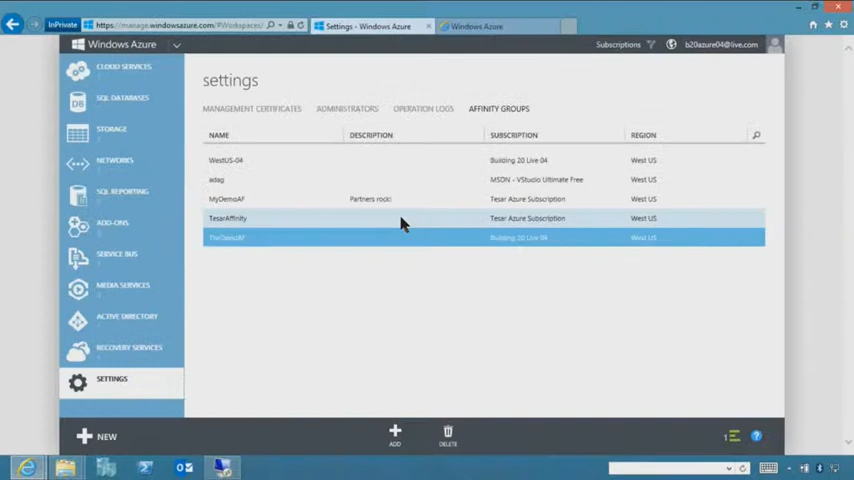 InPrivate
https://manage.windowsazure.com/#Workspaces/
Settings - Windows Azure
Windows Azure
Windows Azure
Subscriptions
b20azure04@live.com
CLOUD SERVICES
SQL DATABASES
STORAGE
NETWORKS
SQL REPORTING
ADD-ONS
SERVICE BUS
MEDIA SERVICES
ACTIVE DIRECTORY
RECOVERY SERVICES
SETTINGS
settings
MANAGEMENT CERTIFICATES ADMINISTRATORS OPERATION LOGS AFFINITY GROUPS
NAME DESCRIPTION SUBSCRIPTION REGION
WestUS-04 Building 20 Live 04 West US
adag MSDN - VStudio Ultimate Free West US
MyDemoAF Partners rock! Tesar Azure Subscription West US
TesarAffinity Tesar Azure Subscription West US
TheDemoAF Building 20 Live 04 West US
NEW
ADD
DELETE
1
?